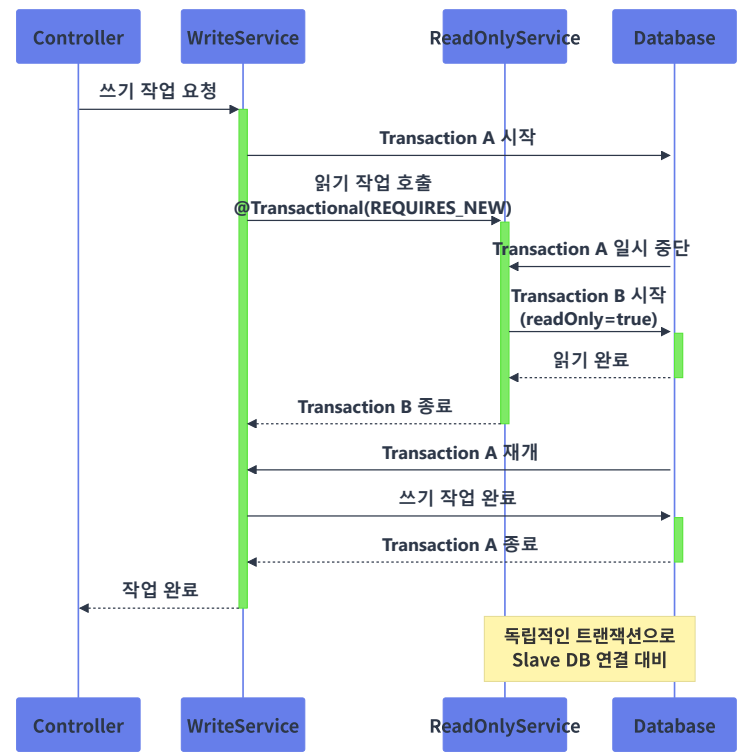 Controller
WriteService
ReadOnlyService
Database
쓰기 작업 요청
Transaction A 시작
읽기 작업 호출
@Transactional(REQUIRES_NEW)
Transaction A 일시 중단
Transaction B 시작
(readOnly=true)
읽기 완료
Transaction B 종료
Transaction A 재개
쓰기 작업 완료
Transaction A 종료
작업 완료
독립적인 트랜잭션으로
Slave DB 연결 대비
Controller
WriteService
ReadOnlyService
Database